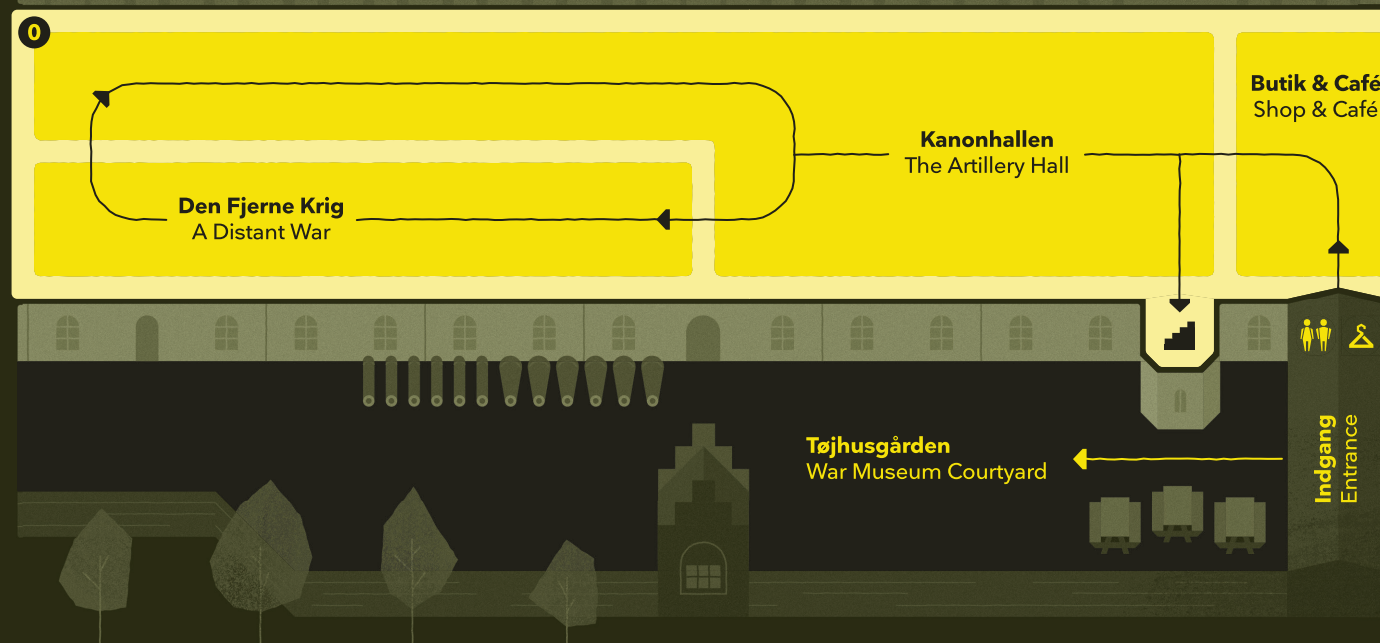 0
Butik & Café
Shop & Café
Kanonhallen
The Artillery Hall
Den Fjerne Krig
A Distant War
Tøjhusgården
War Museum Courtyard
Indgang
Entrance